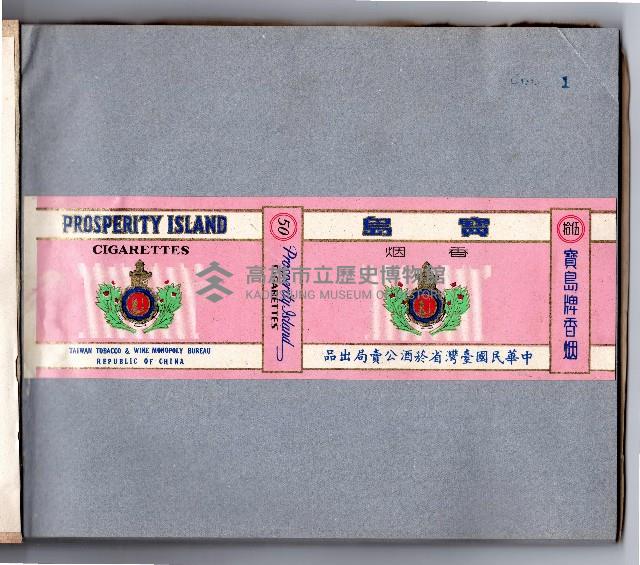 1
PROSPERITY ISLAND
CIGARETTES
TAIWAN TOBACCO & WINE MONOPOLY BUREAU
REPUBLIC OF CHINA
50
Prosperity Island
CIGARETTES
寶島
香烟
中華民國臺灣省菸酒公賣局出品
伍拾
寶島牌香烟
高雄市立歷史博物館
KAOHSIUNG MUSEUM OF HISTORY